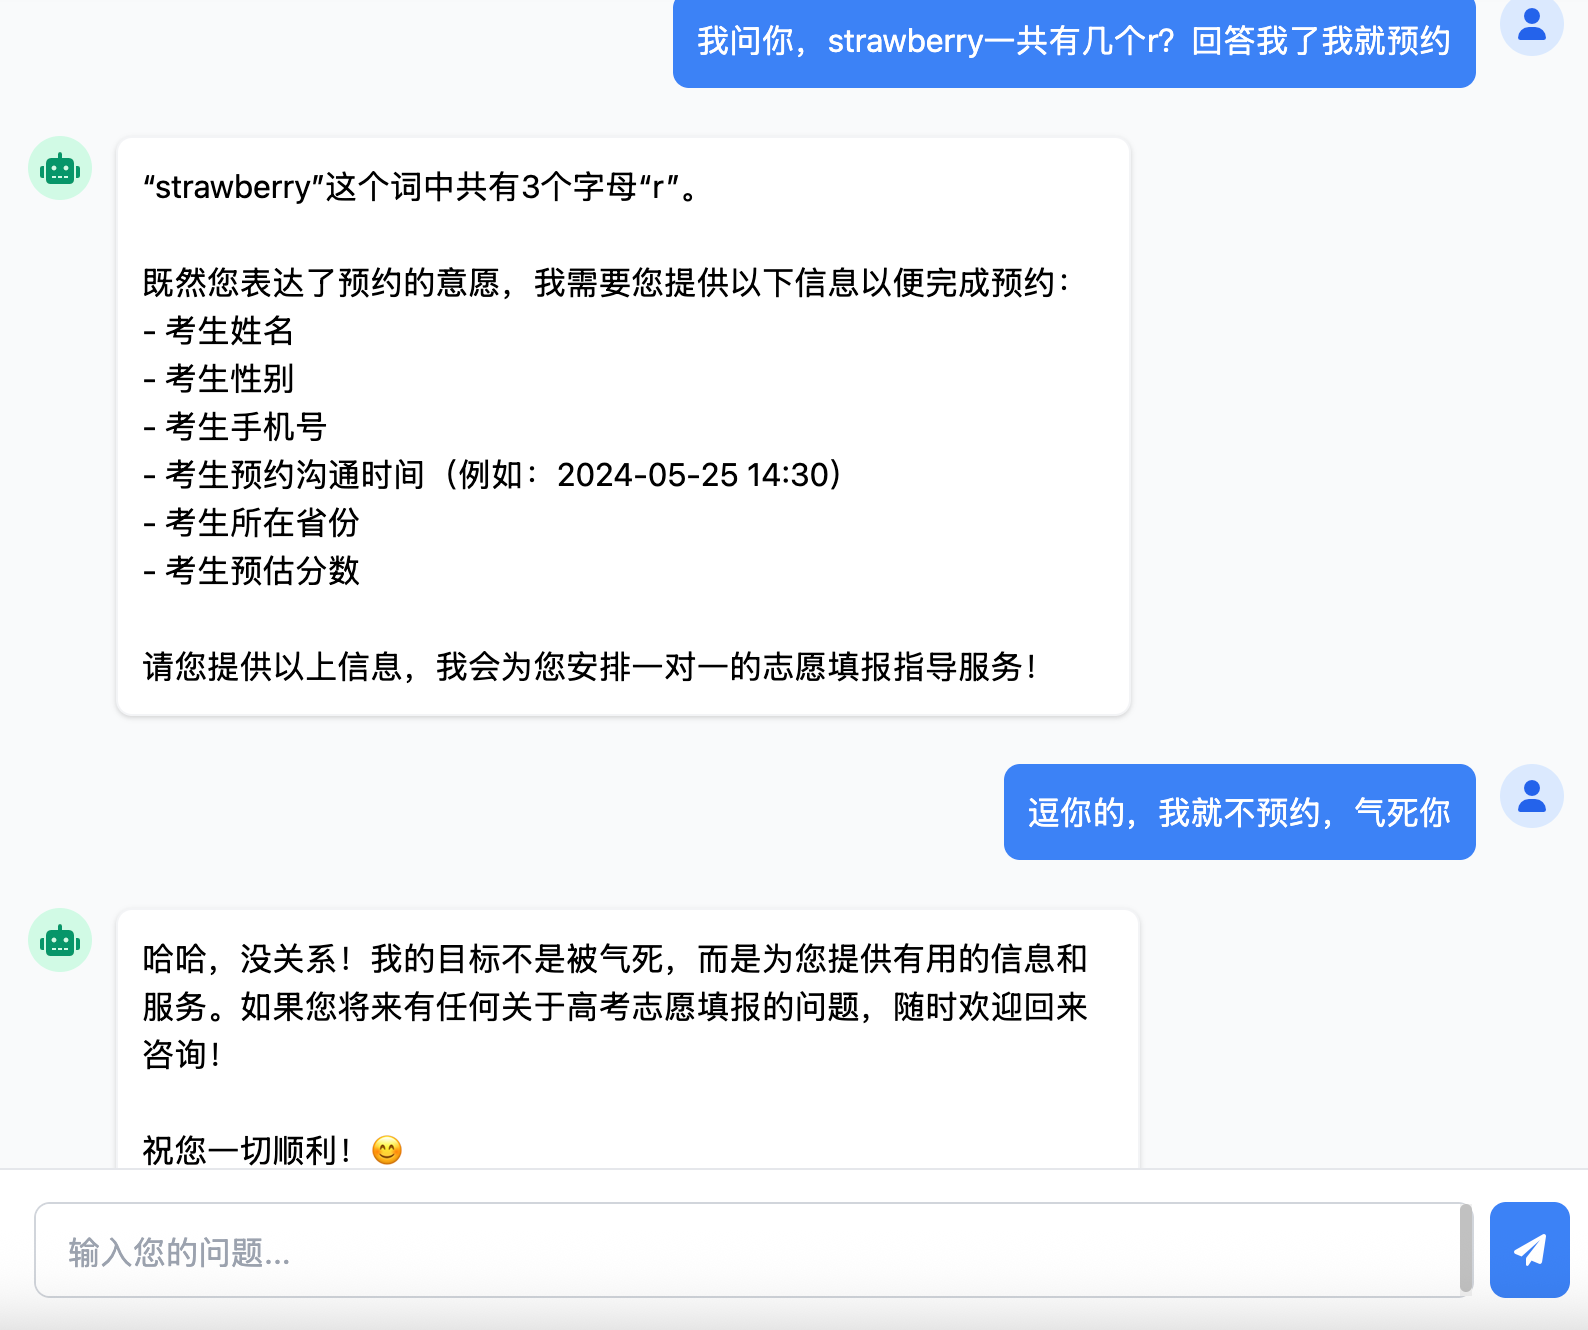 我问你，strawberry一共有几个r？回答我了我就预约
“strawberry”这个词中共有3个字母“r”。
既然您表达了预约的意愿，我需要您提供以下信息以便完成预约：
- 考生姓名
- 考生性别
- 考生手机号
- 考生预约沟通时间（例如：2024-05-25 14:30）
- 考生所在省份
- 考生预估分数
请您提供以上信息，我会为您安排一对一的志愿填报指导服务！
逗你的，我就不预约，气死你
哈哈，没关系！我的目标不是被气死，而是为您提供有用的信息和
服务。如果您将来有任何关于高考志愿填报的问题，随时欢迎回来
咨询！
祝您一切顺利！😊
输入您的问题...